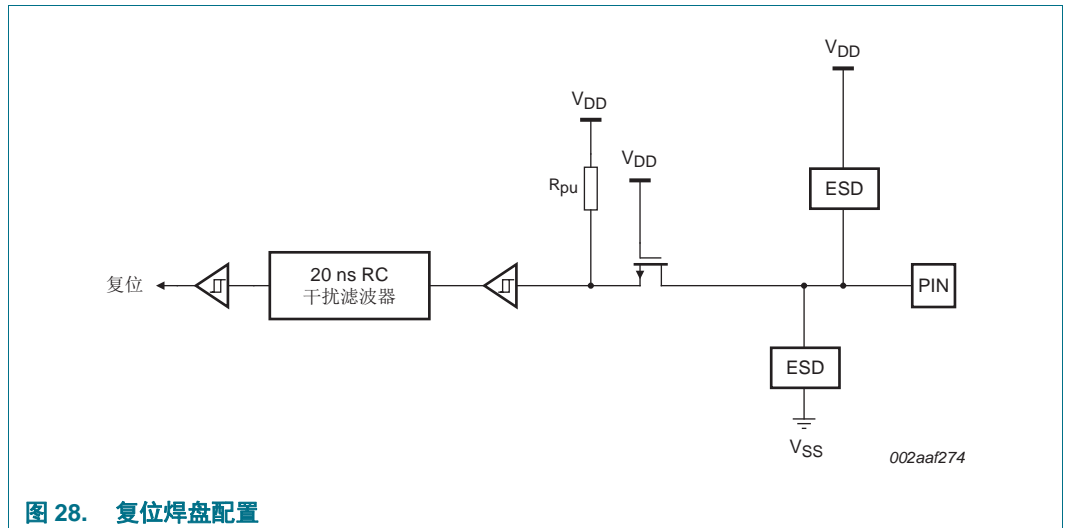 VDD
VDD
VDD
Rpu
ESD
复位
20 ns RC
干扰滤波器
PIN
ESD
VSS
002aaf274
图 28. 复位焊盘配置